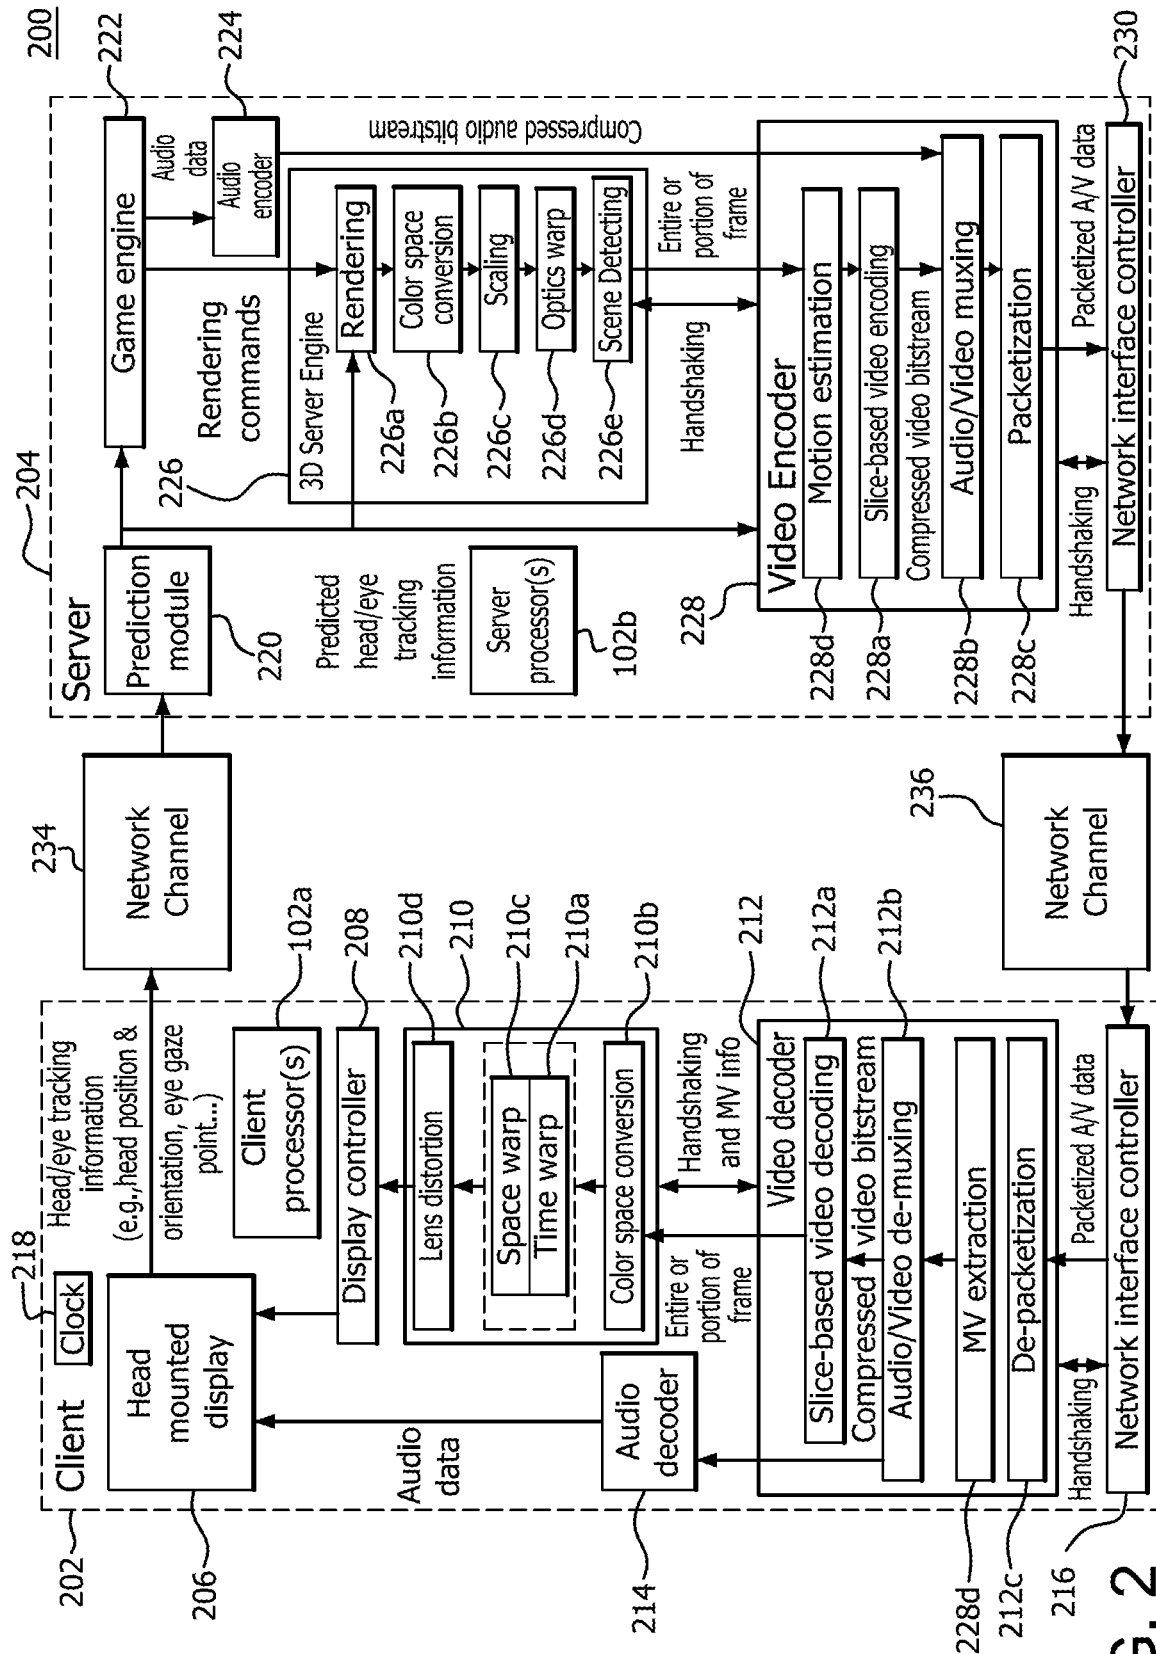 200
202
Client
Clock
218
Head
mounted
display
206
Head/eye tracking
information
(e.g.,head position &
orientation, eye gaze
point...)
Client
processor(s)
102a
Display controller
208
Lens distortion
210d
210
Space warp
210c
Time warp
210a
Color space conversion
210b
Audio
data
Audio
decoder
214
Entire or
portion of
frame
Handshaking
and MV info
Video decoder
212
Slice-based video decoding
212a
Compressed video bitstream
Audio/Video de-muxing
212b
MV extraction
228d
De-packetization
212c
Handshaking
Packetized A/V data
Network interface controller
216
234
Network
Channel
236
Network
Channel
Server
204
Prediction
module
220
Game engine
222
Audio
data
Audio
encoder
224
Rendering
commands
Compressed audio bitstream
226
3D Server Engine
Rendering
226a
Color space
conversion
226b
Scaling
226c
Optics warp
226d
Scene Detecting
226e
Predicted
head/eye
tracking
information
Server
processor(s)
102b
Handshaking
Entire or
portion of
frame
228
Video Encoder
Motion estimation
228d
Slice-based video encoding
228a
Compressed video bitstream
Audio/Video muxing
228b
Packetization
228c
Handshaking
Packetized A/V data
Network interface controller
230
G. 2